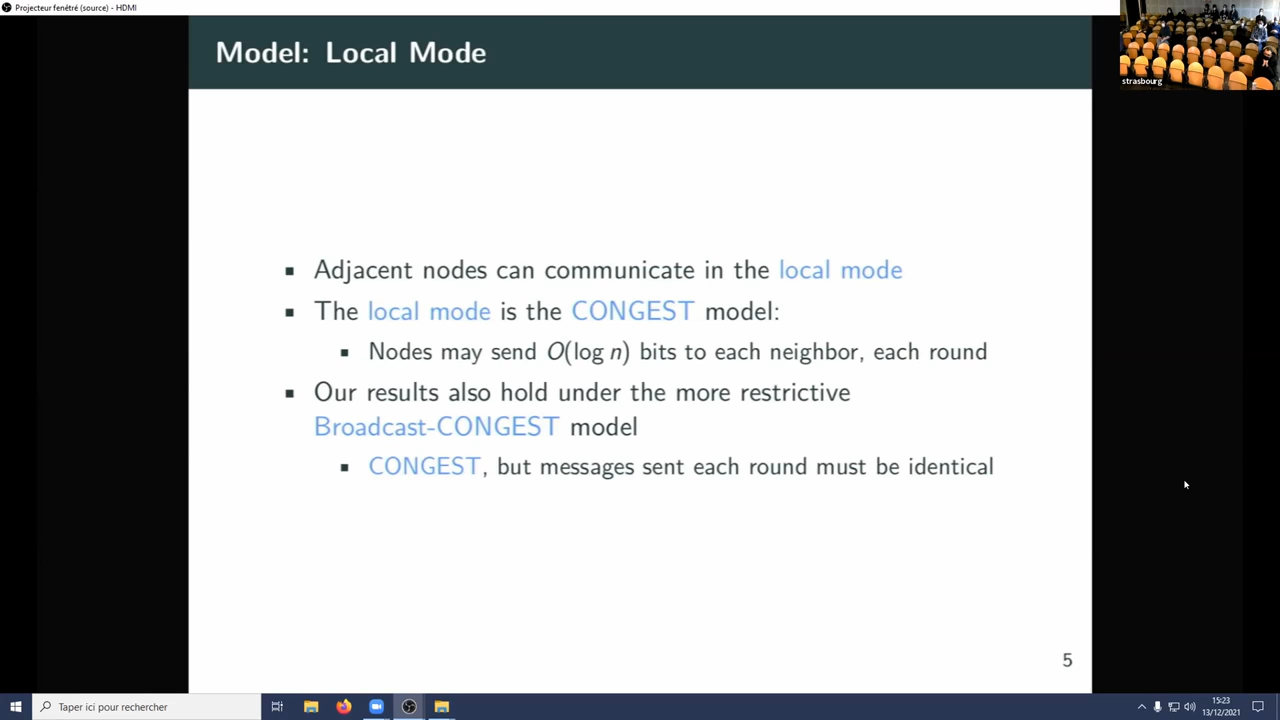 Projecteur fenêtré (source) - HDMI
Model: Local Mode
strasbourg
▪ Adjacent nodes can communicate in the local mode
▪ The local mode is the CONGEST model:
▪ Nodes may send O(log n) bits to each neighbor, each round
▪ Our results also hold under the more restrictive
Broadcast-CONGEST model
▪ CONGEST, but messages sent each round must be identical
5
Taper ici pour rechercher
15:23
13/12/2021